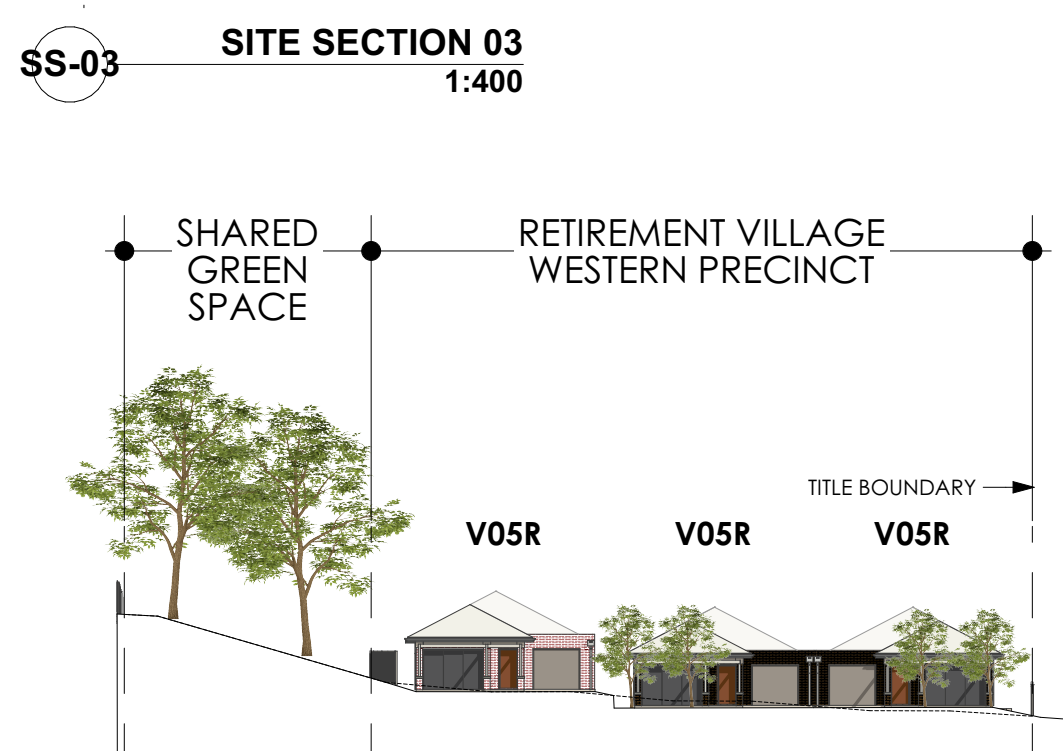 SS-03
SITE SECTION 03
1:400
SHARED
GREEN
SPACE
RETIREMENT VILLAGE
WESTERN PRECINCT
TITLE BOUNDARY
V05R
V05R
V05R